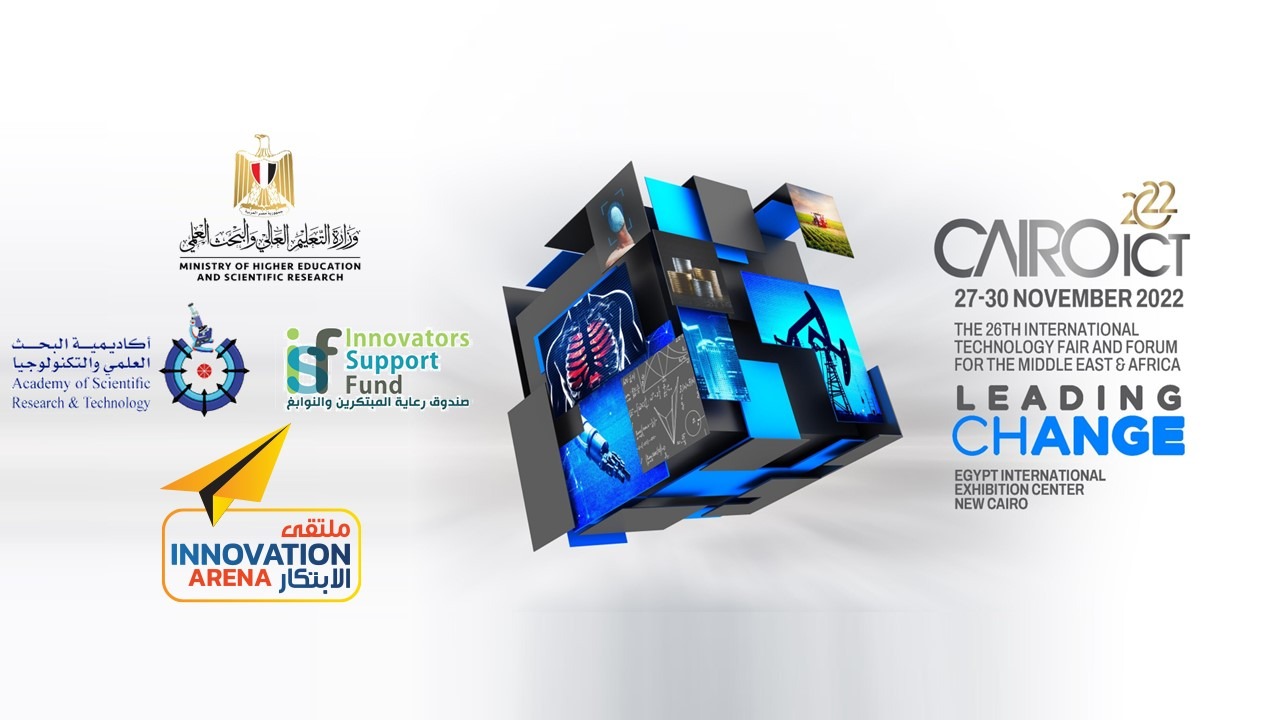 وزارة التعليم العالي والبحث العلمي
MINISTRY OF HIGHER EDUCATION
AND SCIENTIFIC RESEARCH
أكاديمية البحث
العلمي والتكنولوجيا
Academy of Scientific
Research & Technology
isf
Innovators
Support
Fund
صندوق رعاية المبتكرين والنوابغ
ملتقى
INNOVATION
ARENA الابتكار
2022
CAIRO ICT
27-30 NOVEMBER 2022
THE 26TH INTERNATIONAL
TECHNOLOGY FAIR AND FORUM
FOR THE MIDDLE EAST & AFRICA
LEADING
CHANGE
EGYPT INTERNATIONAL
EXHIBITION CENTER
NEW CAIRO